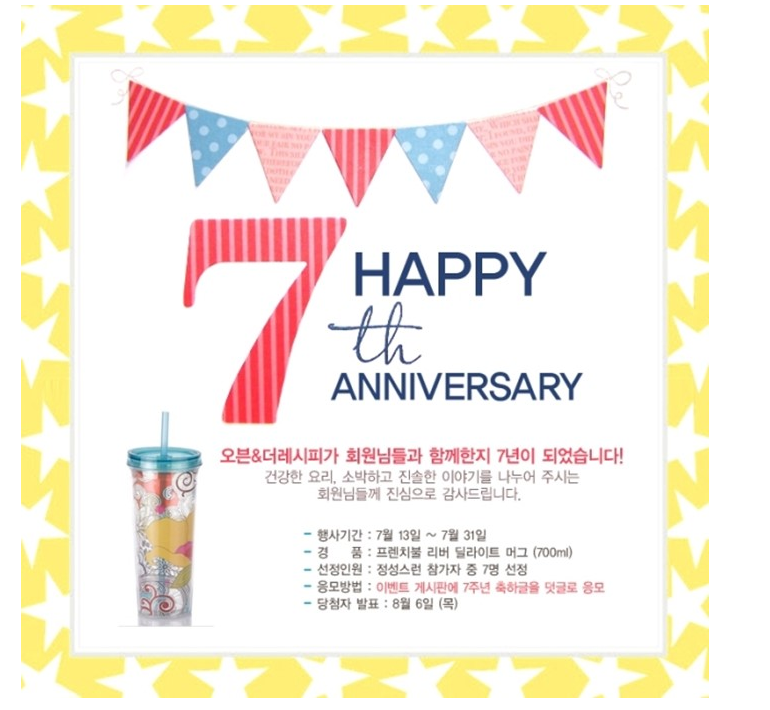 7
HAPPY
th
ANNIVERSARY
오븐&더레시피가 회원님들과 함께한지 7년이 되었습니다!
건강한 요리, 소박하고 진솔한 이야기를 나누어 주시는
회원님들께 진심으로 감사드립니다.
- 행사기간 : 7월 13일 ~ 7월 31일
- 경 품 : 프렌치불 리버 딜라이트 머그 (700ml)
- 선정인원 : 정성스런 참가자 중 7명 선정
- 응모방법 : 이벤트 게시판에 7주년 축하글을 덧글로 응모
- 당첨자 발표 : 8월 6일 (목)